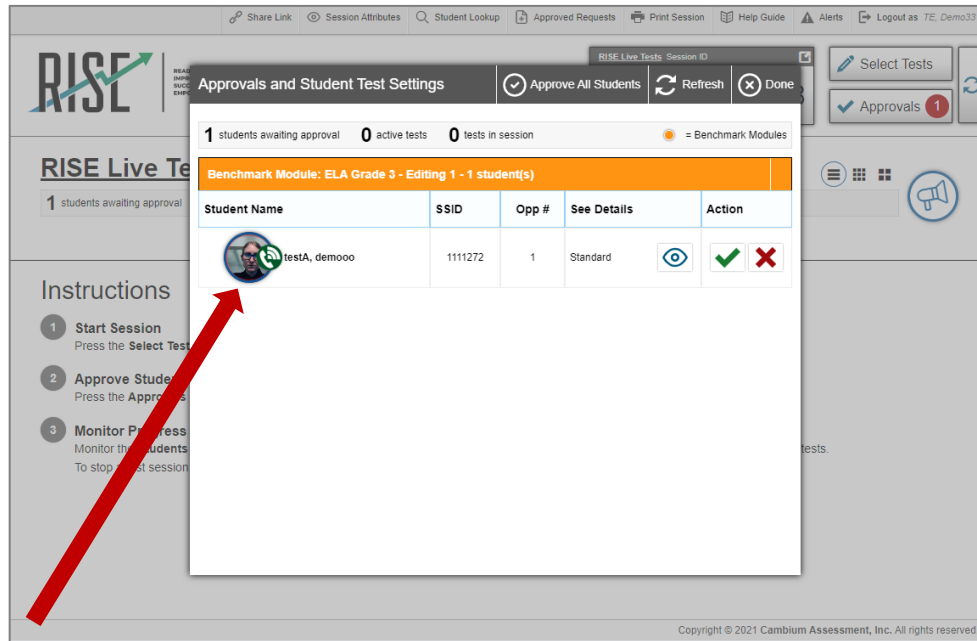 Share Link Session Attributes Student Lookup Approved Requests Print Session Help Guide Alerts Logout as TE, Demo33
RISE
READ
RISE Live Tests Session ID
Select Tests
Approvals 1
Approvals and Student Test Settings Approve All Students Refresh Done
1 students awaiting approval 0 active tests 0 tests in session = Benchmark Modules
RISE Live Te
1 students awaiting approval
Benchmark Module: ELA Grade 3 - Editing 1 - 1 student(s)
Student Name SSID Opp # See Details Action
testA, demooo 1111272 1 Standard
Instructions
1 Start Session
Press the Select Test
2 Approve Stude
Press the
3 Monitor
Monitor the
tests.
To stop session
Copyright © 2021 Cambium Assessment, Inc. All rights reserved